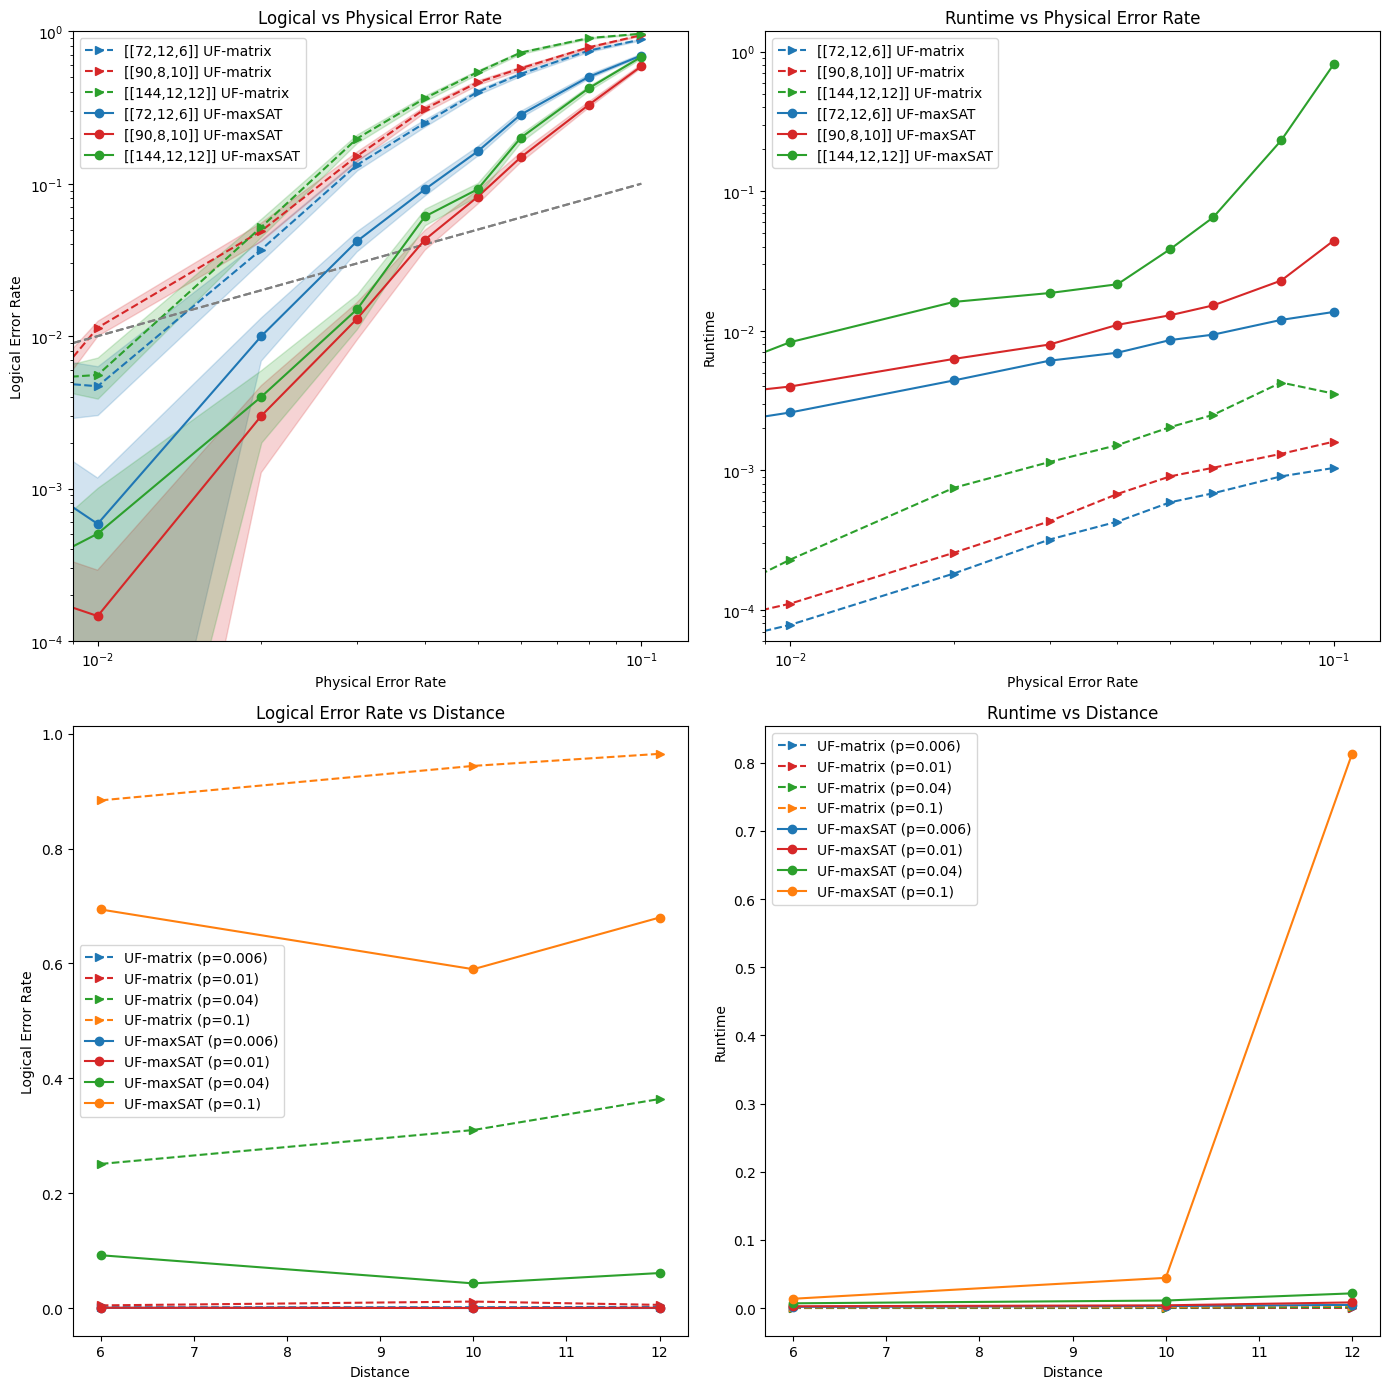 Logical vs Physical Error Rate
[[72,12,6]] UF-matrix
[[90,8,10]] UF-matrix
[[144,12,12]] UF-matrix
[[72,12,6]] UF-maxSAT
[[90,8,10]] UF-maxSAT
[[144,12,12]] UF-maxSAT
10⁰
10⁻¹
10⁻²
10⁻³
10⁻⁴
Logical Error Rate
10⁻²
10⁻¹
Physical Error Rate
Runtime vs Physical Error Rate
[[72,12,6]] UF-matrix
[[90,8,10]] UF-matrix
[[144,12,12]] UF-matrix
[[72,12,6]] UF-maxSAT
[[90,8,10]] UF-maxSAT
[[144,12,12]] UF-maxSAT
10⁰
10⁻¹
10⁻²
10⁻³
10⁻⁴
Runtime
10⁻²
10⁻¹
Physical Error Rate
Logical Error Rate vs Distance
1.0
0.8
0.6
0.4
0.2
0.0
Logical Error Rate
UF-matrix (p=0.006)
UF-matrix (p=0.01)
UF-matrix (p=0.04)
UF-matrix (p=0.1)
UF-maxSAT (p=0.006)
UF-maxSAT (p=0.01)
UF-maxSAT (p=0.04)
UF-maxSAT (p=0.1)
6 7 8 9 10 11 12
Distance
Runtime vs Distance
UF-matrix (p=0.006)
UF-matrix (p=0.01)
UF-matrix (p=0.04)
UF-matrix (p=0.1)
UF-maxSAT (p=0.006)
UF-maxSAT (p=0.01)
UF-maxSAT (p=0.04)
UF-maxSAT (p=0.1)
0.8
0.7
0.6
0.5
0.4
0.3
0.2
0.1
0.0
Runtime
6 7 8 9 10 11 12
Distance